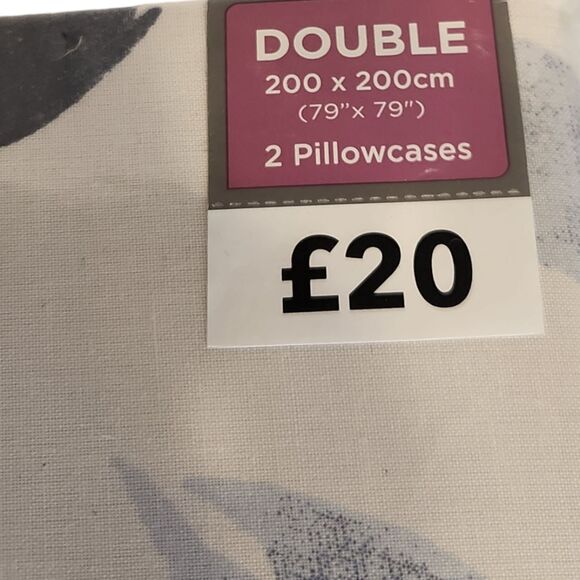 DOUBLE
200 x 200cm
(79”x 79")
2 Pillowcases
£20